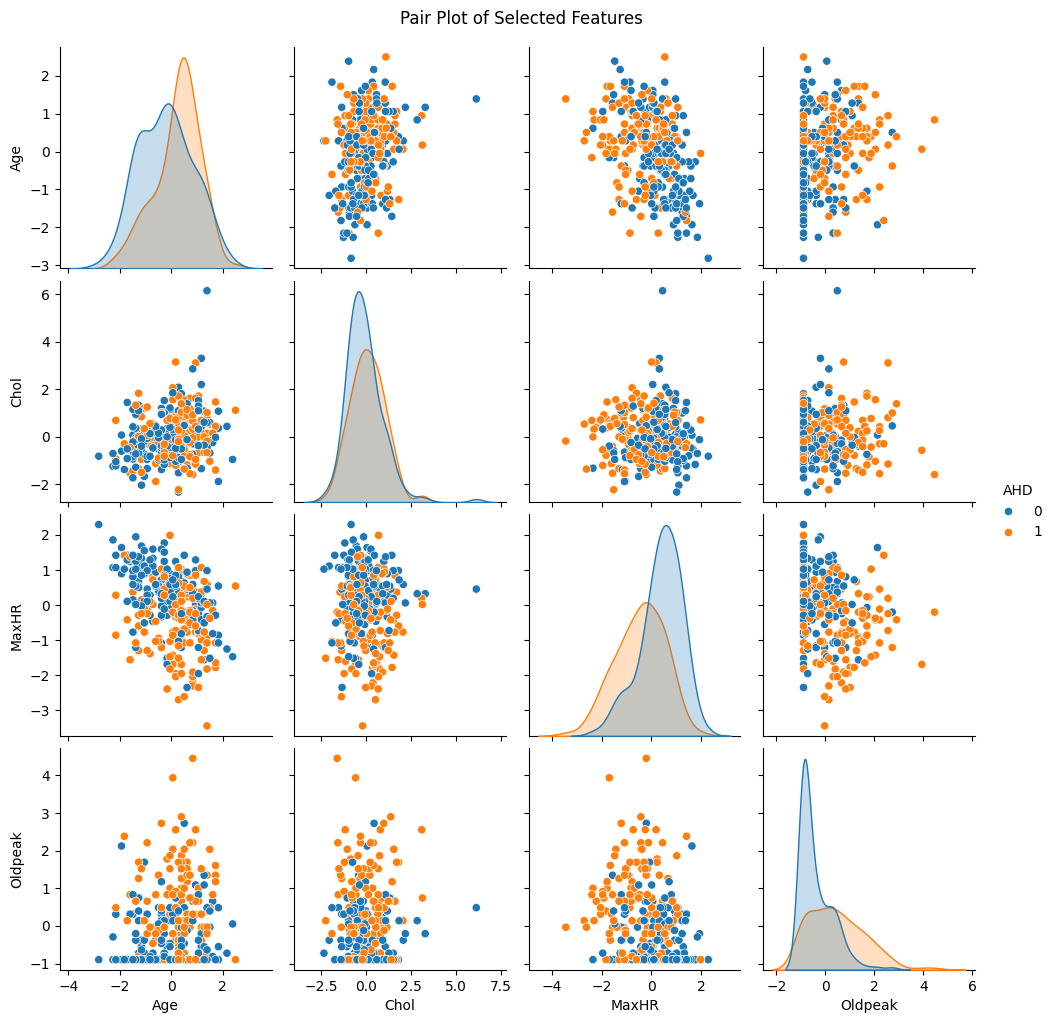 Pair Plot of Selected Features
Age
2
1
0
−1
−2
−3
Chol
6
4
2
0
−2
AHD
0
1
MaxHR
2
1
0
−1
−2
−3
Oldpeak
4
3
2
1
0
−1
−4 −2 0 2
−2.5 0.0 2.5 5.0 7.5
−4 −2 0 2
−2 0 2 4 6
Age Chol MaxHR Oldpeak